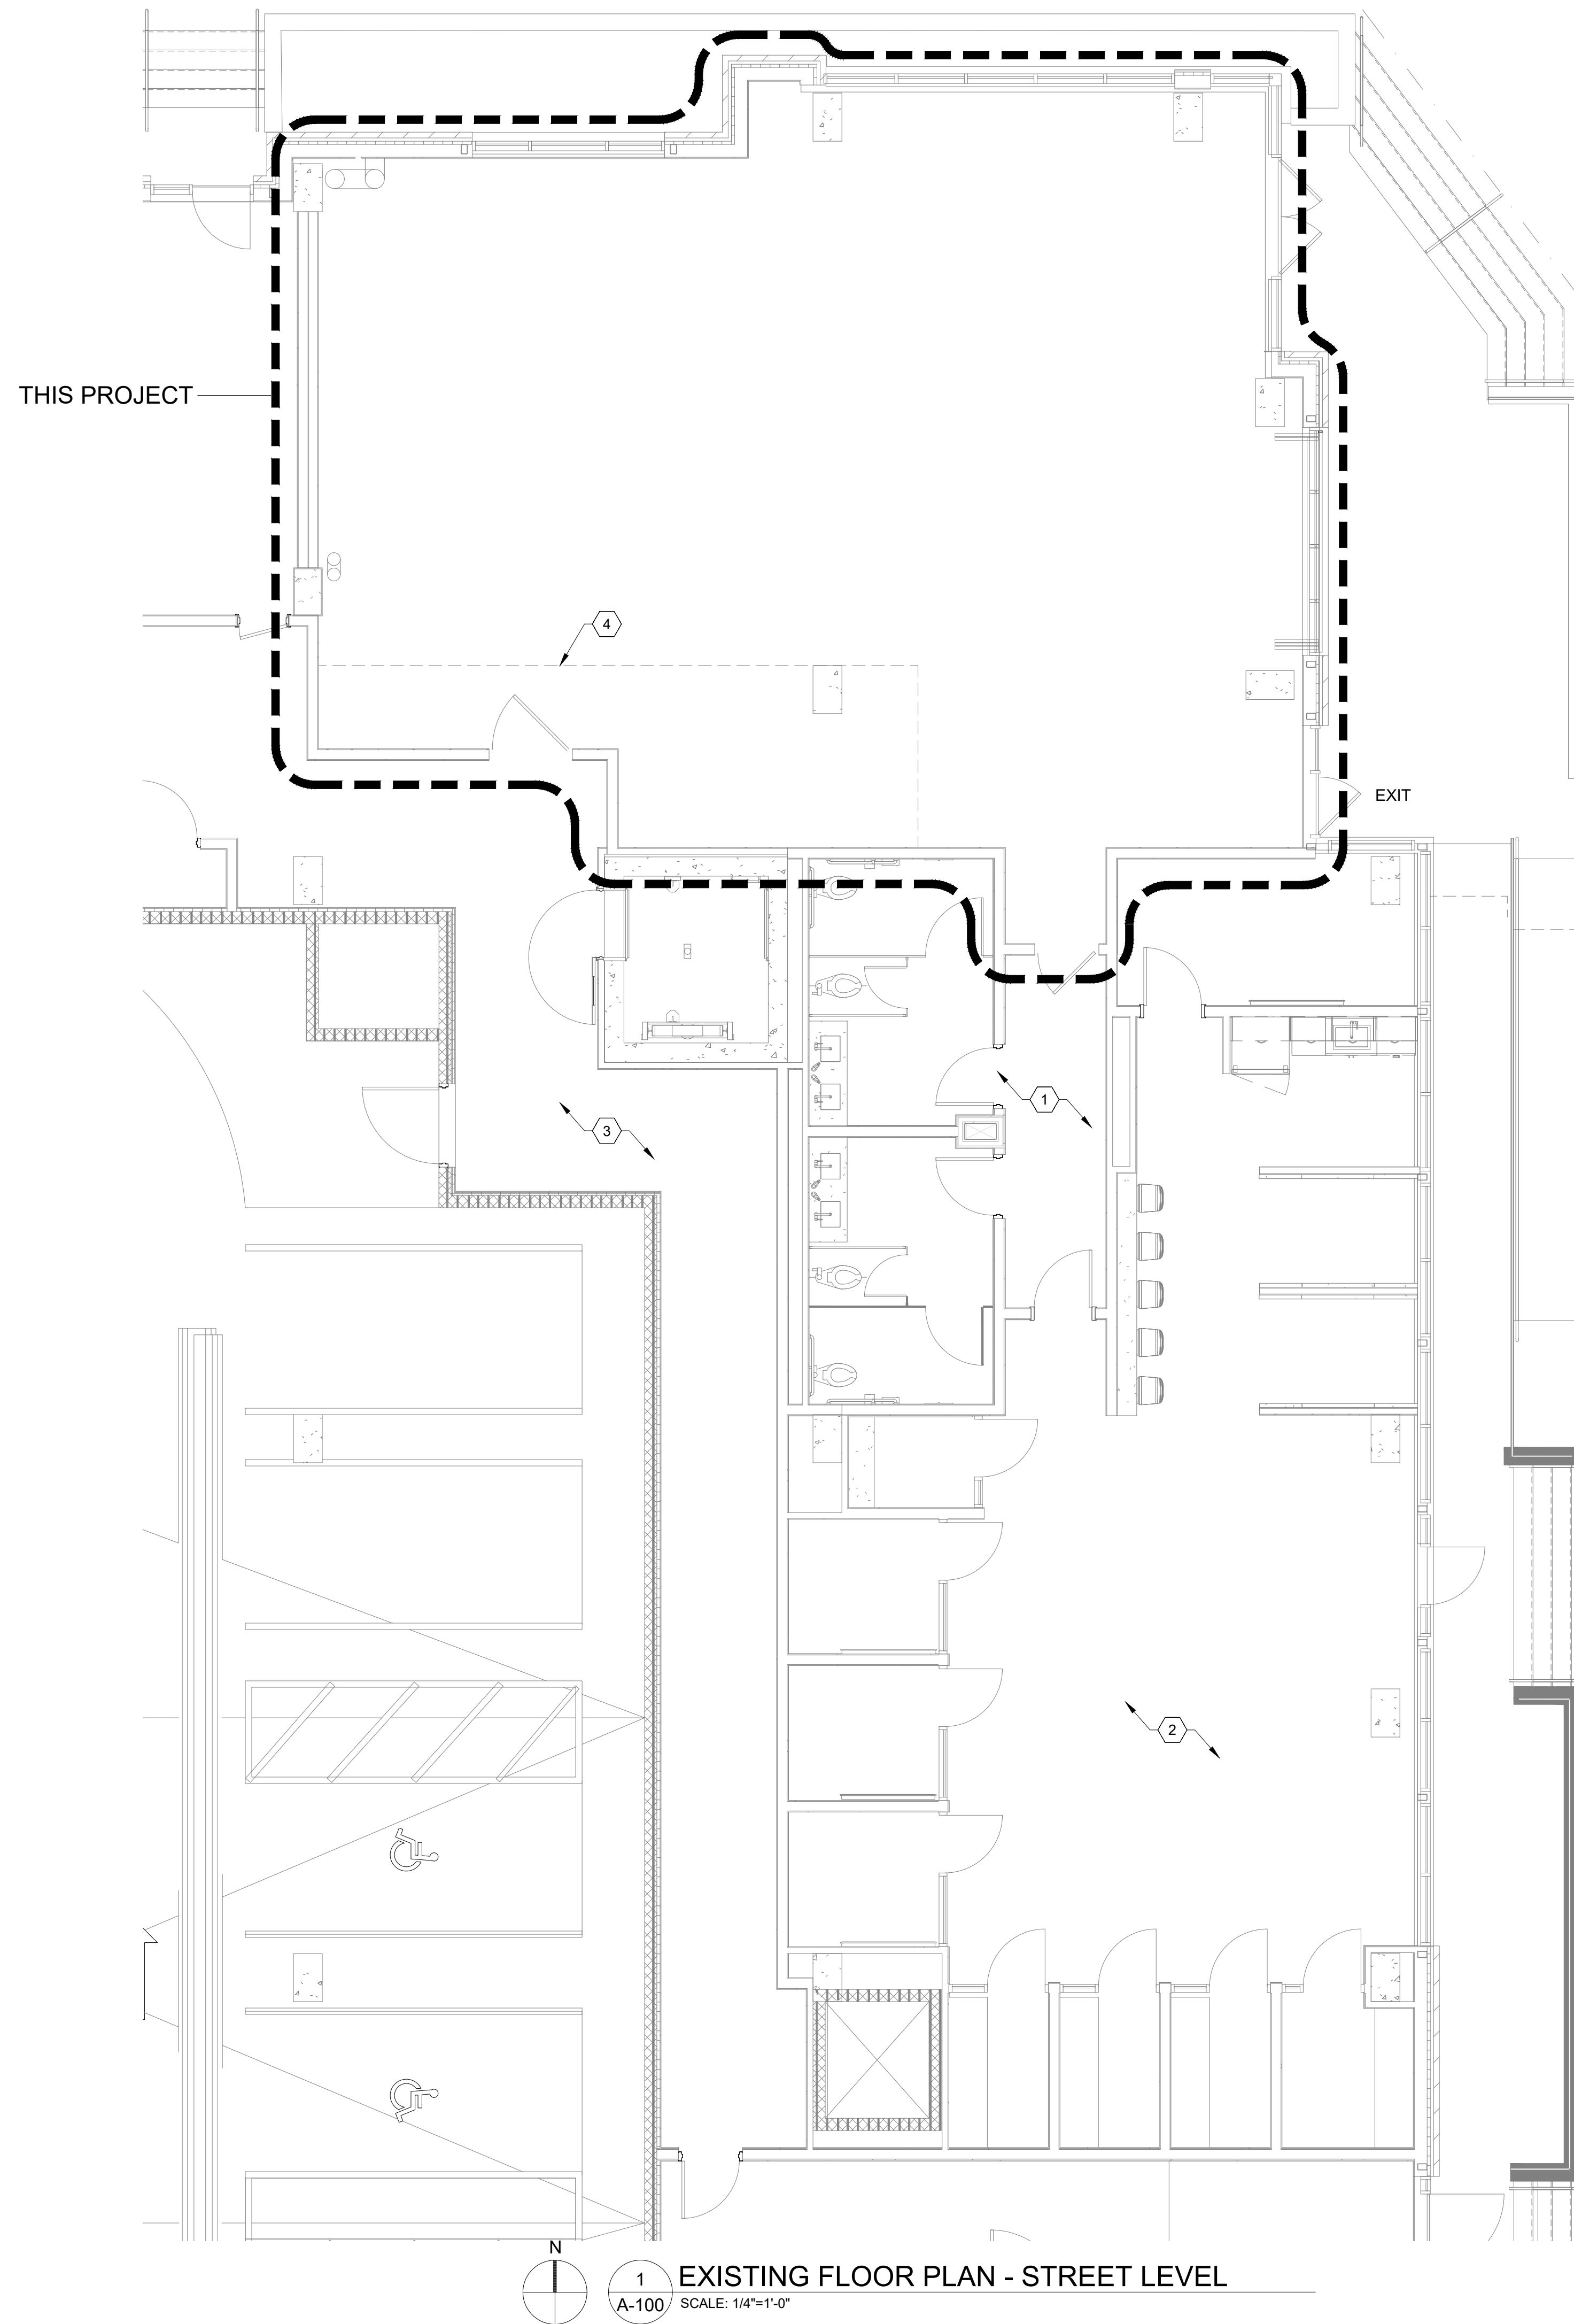 THIS PROJECT
4
EXIT
1
3
2
N
1
A-100
EXISTING FLOOR PLAN - STREET LEVEL
SCALE: 1/4"=1'-0"